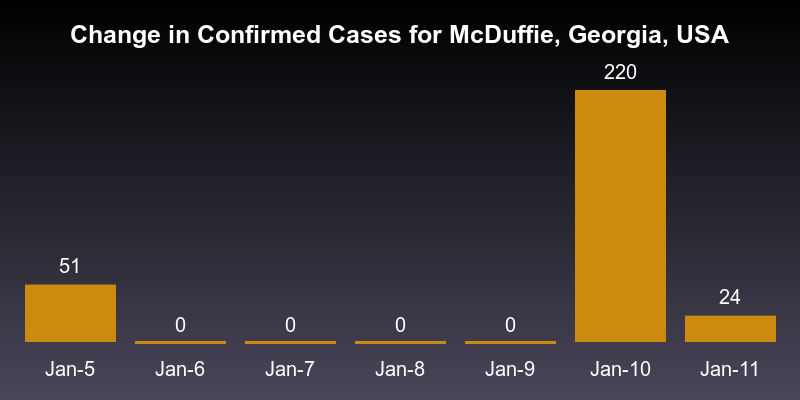 Change in Confirmed Cases for McDuffie, Georgia, USA
220
51
24
0 0 0 0
Jan-5 Jan-6 Jan-7 Jan-8 Jan-9 Jan-10 Jan-11